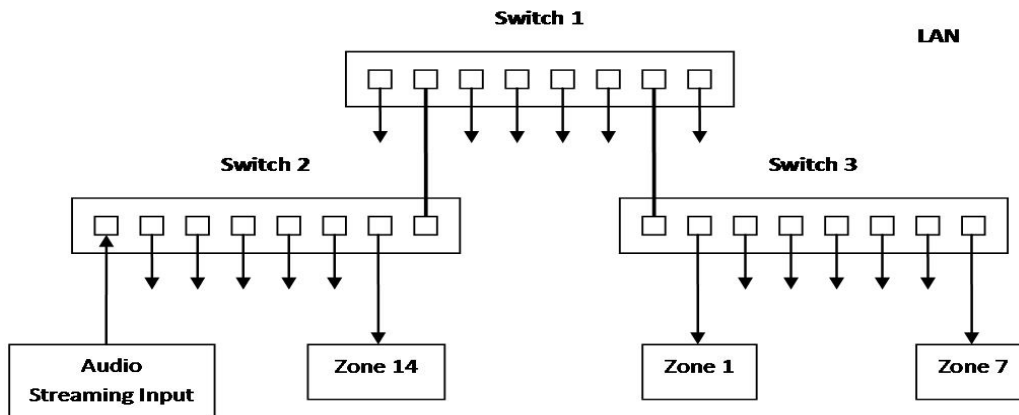 Switch 1
LAN
Switch 2
Switch 3
Audio
Streaming Input
Zone 14
Zone 1
Zone 7